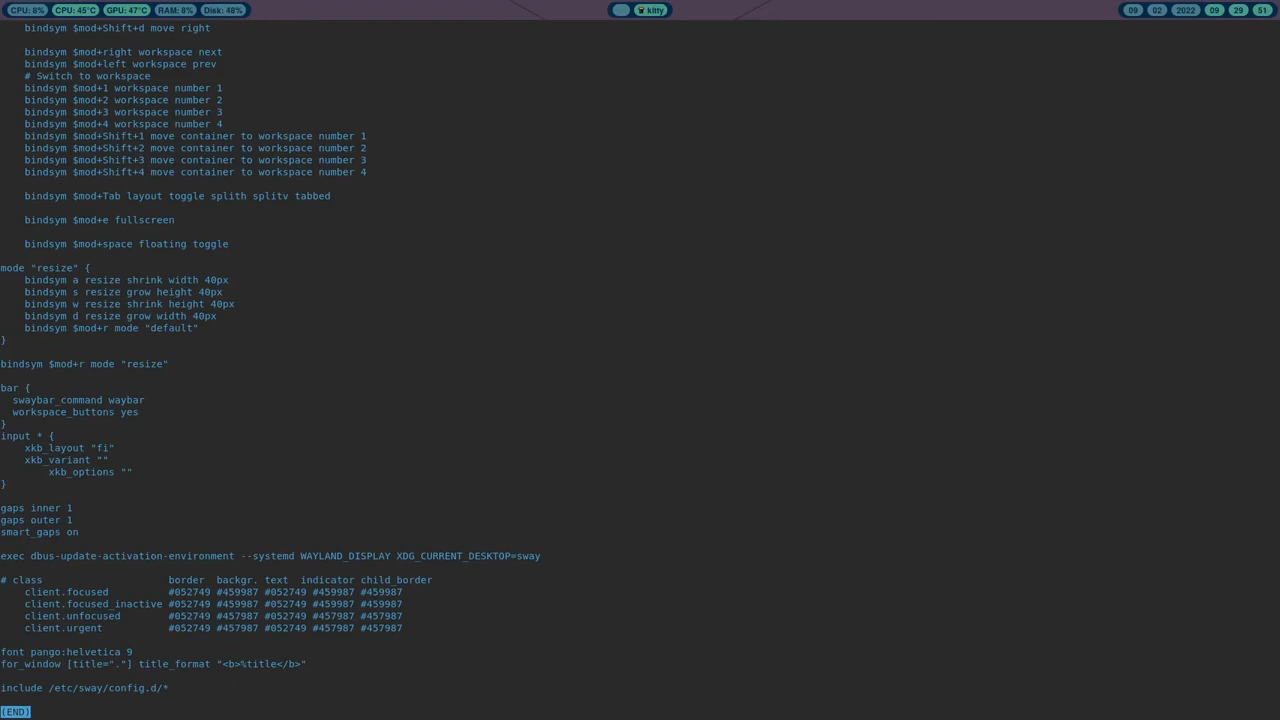 CPU: 8% CPU: 45°C GPU: 47°C RAM: 8% Disk: 48% kitty 09 02 2022 09 29 51
bindsym $mod+Shift+d move right
bindsym $mod+right workspace next
bindsym $mod+left workspace prev
# Switch to workspace
bindsym $mod+1 workspace number 1
bindsym $mod+2 workspace number 2
bindsym $mod+3 workspace number 3
bindsym $mod+4 workspace number 4
bindsym $mod+Shift+1 move container to workspace number 1
bindsym $mod+Shift+2 move container to workspace number 2
bindsym $mod+Shift+3 move container to workspace number 3
bindsym $mod+Shift+4 move container to workspace number 4
bindsym $mod+Tab layout toggle splith splitv tabbed
bindsym $mod+e fullscreen
bindsym $mod+space floating toggle
mode "resize" {
bindsym a resize shrink width 40px
bindsym s resize grow height 40px
bindsym w resize shrink height 40px
bindsym d resize grow width 40px
bindsym $mod+r mode "default"
}
bindsym $mod+r mode "resize"
bar {
swaybar_command waybar
workspace_buttons yes
}
input * {
xkb_layout "fi"
xkb_variant ""
xkb_options ""
}
gaps inner 1
gaps outer 1
smart_gaps on
exec dbus-update-activation-environment --systemd WAYLAND_DISPLAY XDG_CURRENT_DESKTOP=sway
# class border backgr. text indicator child_border
client.focused #052749 #459987 #052749 #459987 #459987
client.focused_inactive #052749 #459987 #052749 #459987 #459987
client.unfocused #052749 #457987 #052749 #457987 #457987
client.urgent #052749 #457987 #052749 #457987 #457987
font pango:helvetica 9
for_window [title="."] title_format "<b>%title</b>"
include /etc/sway/config.d/*
(END)